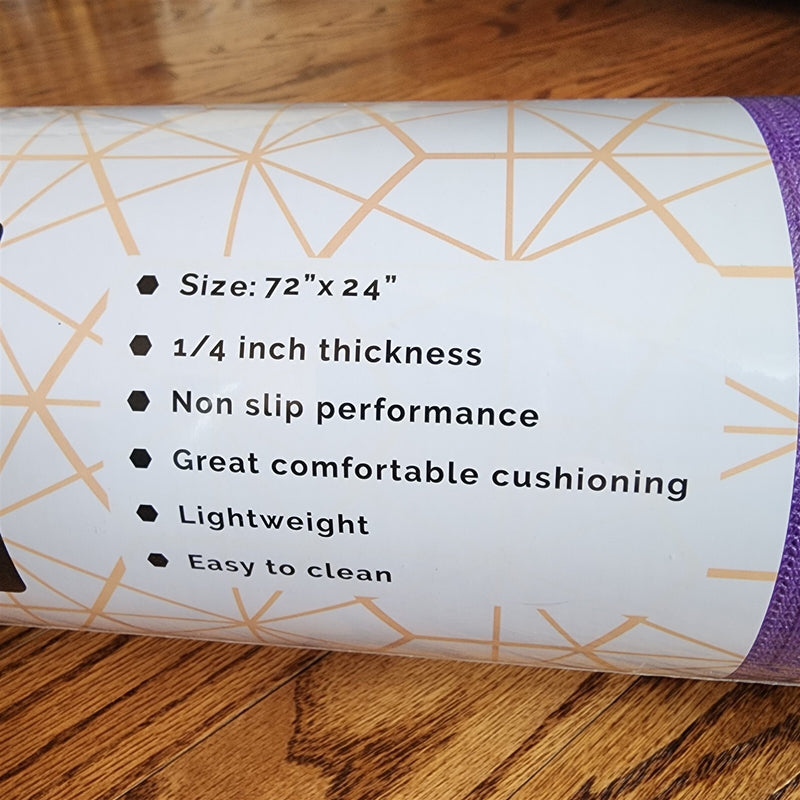 Size: 72”x 24”
1/4 inch thickness
Non slip performance
Great comfortable cushioning
Lightweight
Easy to clean